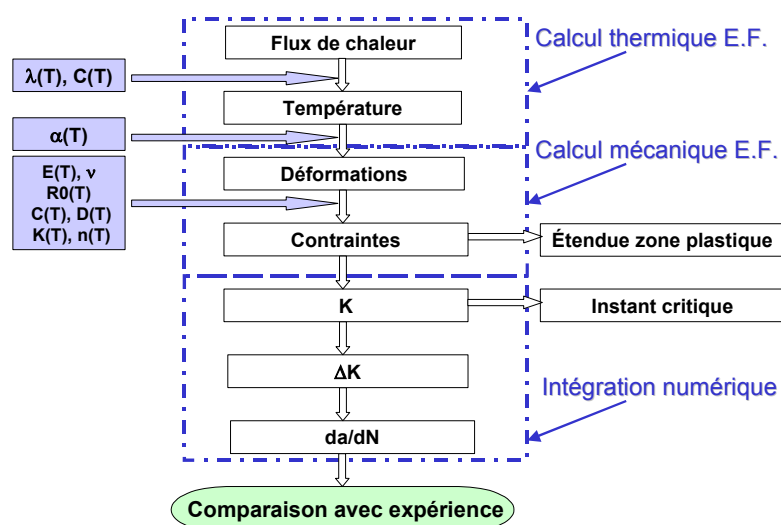 Flux de chaleur
Calcul thermique E.F.
λ(T), C(T)
Température
α(T)
Calcul mécanique E.F.
Déformations
E(T), ν
R0(T)
C(T), D(T)
K(T), n(T)
Contraintes
Étendue zone plastique
K
Instant critique
ΔK
Intégration numérique
da/dN
Comparaison avec expérience